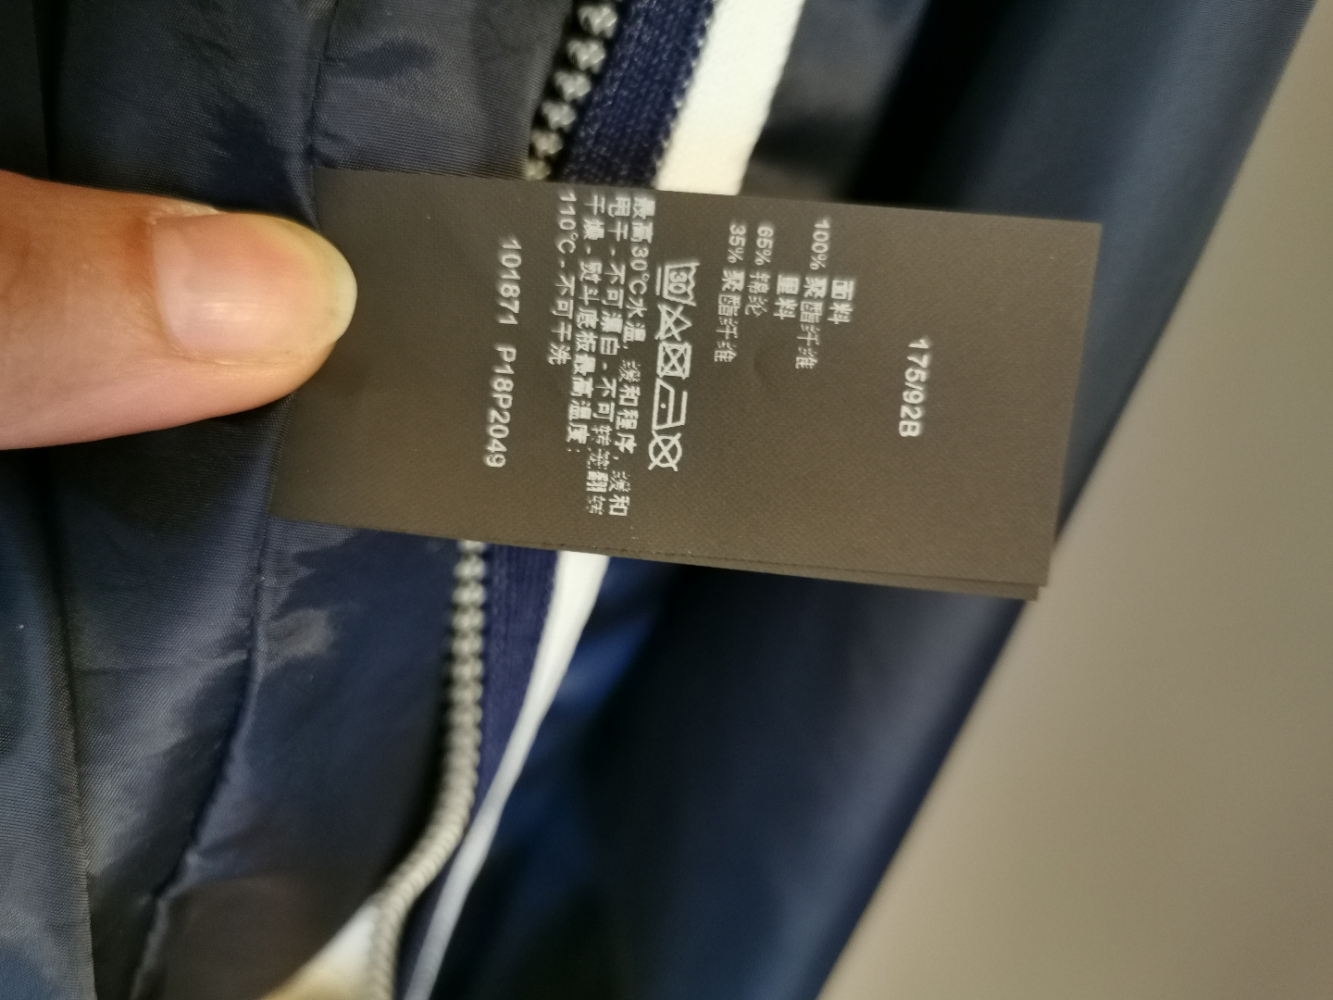 175/92B
面料
100% 聚酯纤维
里料
65% 锦纶
35% 聚酯纤维
30
最高30℃水温, 缓和程序, 缓和
甩干 - 不可漂白 - 不可转笼翻转
干燥 - 熨斗底板最高温度:
110℃ - 不可干洗
101871 P18P2049